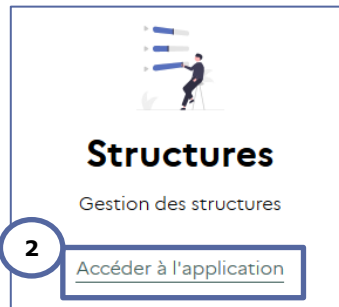 Structures
Gestion des structures
2
Accéder à l'application